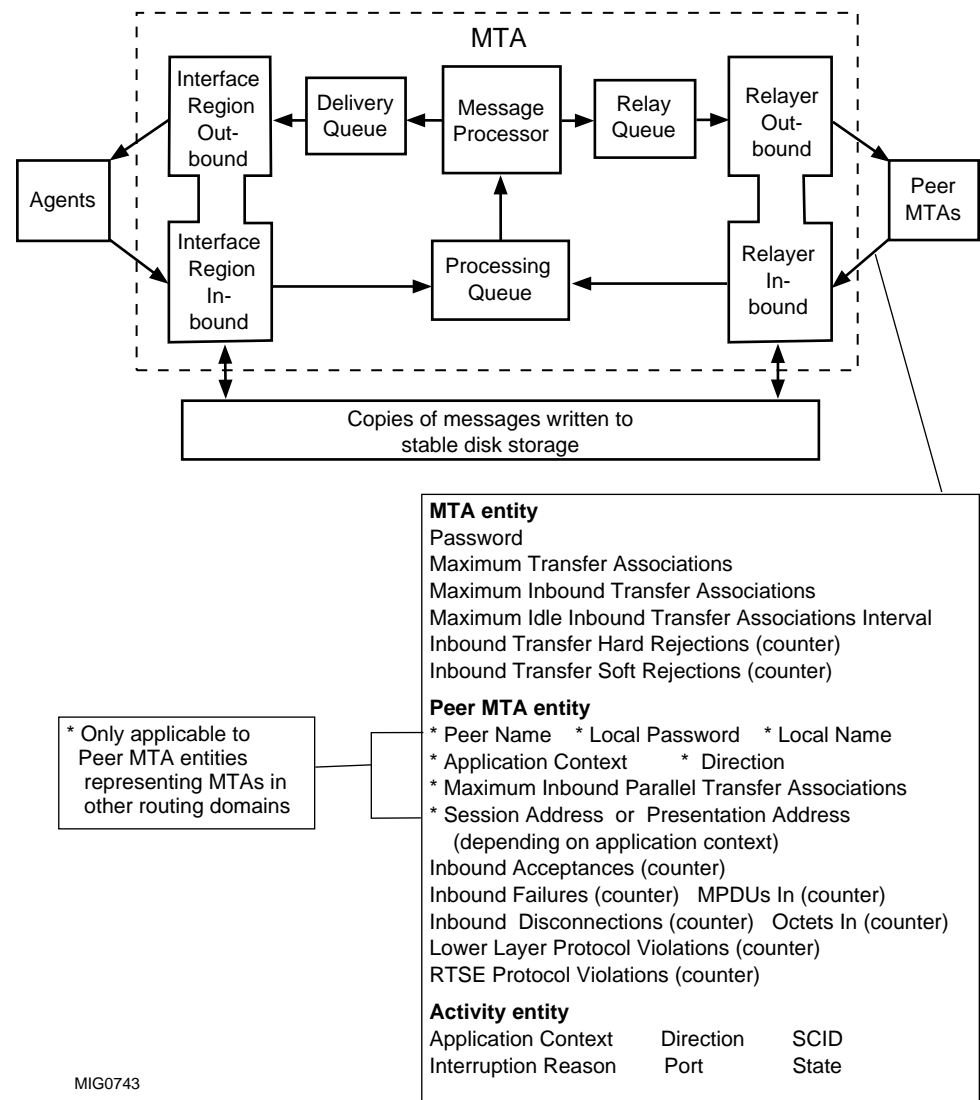 MTA
Interface
Region
Out-
bound
Delivery
Queue
Message
Processor
Relay
Queue
Relayer
Out-
bound
Agents
Peer
MTAs
Interface
Region
In-
bound
Processing
Queue
Relayer
In-
bound
Copies of messages written to
stable disk storage
MTA entity
Password
Maximum Transfer Associations
Maximum Inbound Transfer Associations
Maximum Idle Inbound Transfer Associations Interval
Inbound Transfer Hard Rejections (counter)
Inbound Transfer Soft Rejections (counter)
Peer MTA entity
* Peer Name * Local Password * Local Name
* Application Context * Direction
* Maximum Inbound Parallel Transfer Associations
* Session Address or Presentation Address
(depending on application context)
Inbound Acceptances (counter)
Inbound Failures (counter) MPDUs In (counter)
Inbound Disconnections (counter) Octets In (counter)
Lower Layer Protocol Violations (counter)
RTSE Protocol Violations (counter)
Activity entity
Application Context Direction SCID
Interruption Reason Port State
* Only applicable to
Peer MTA entities
representing MTAs in
other routing domains
MIG0743